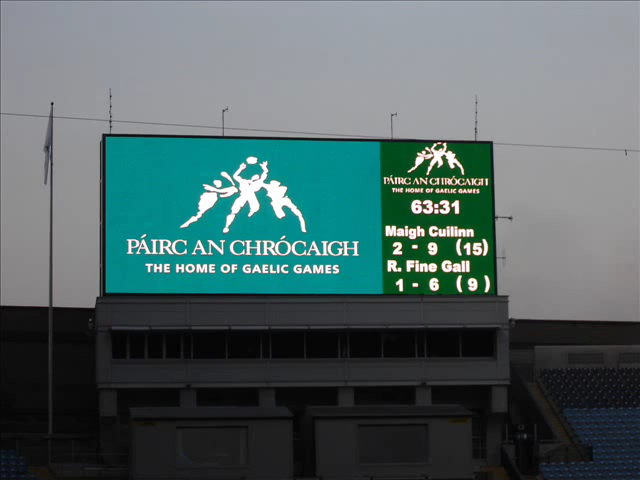 PÁIRC AN CHRÓCAIGH
THE HOME OF GAELIC GAMES
PÁIRC AN CHRÓCAIGH
THE HOME OF GAELIC GAMES
63:31
Maigh Cuilinn
2 - 9 (15)
R. Fine Gall
1 - 6 (9)